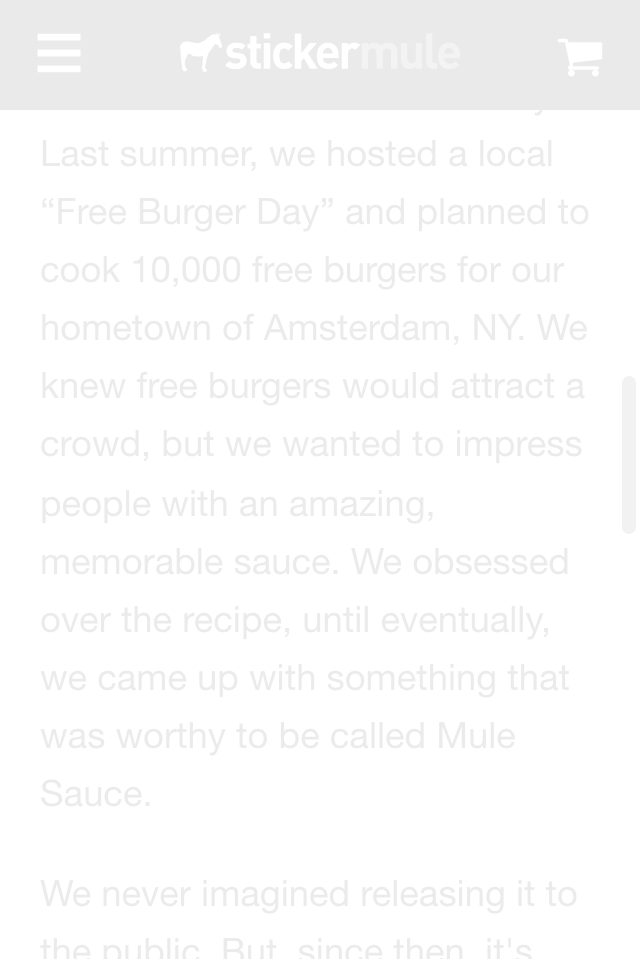 stickermule
Last summer, we hosted a local
“Free Burger Day” and planned to
cook 10,000 free burgers for our
hometown of Amsterdam, NY. We
knew free burgers would attract a
crowd, but we wanted to impress
people with an amazing,
memorable sauce. We obsessed
over the recipe, until eventually,
we came up with something that
was worthy to be called Mule
Sauce.
We never imagined releasing it to
the public. But, since then, it's